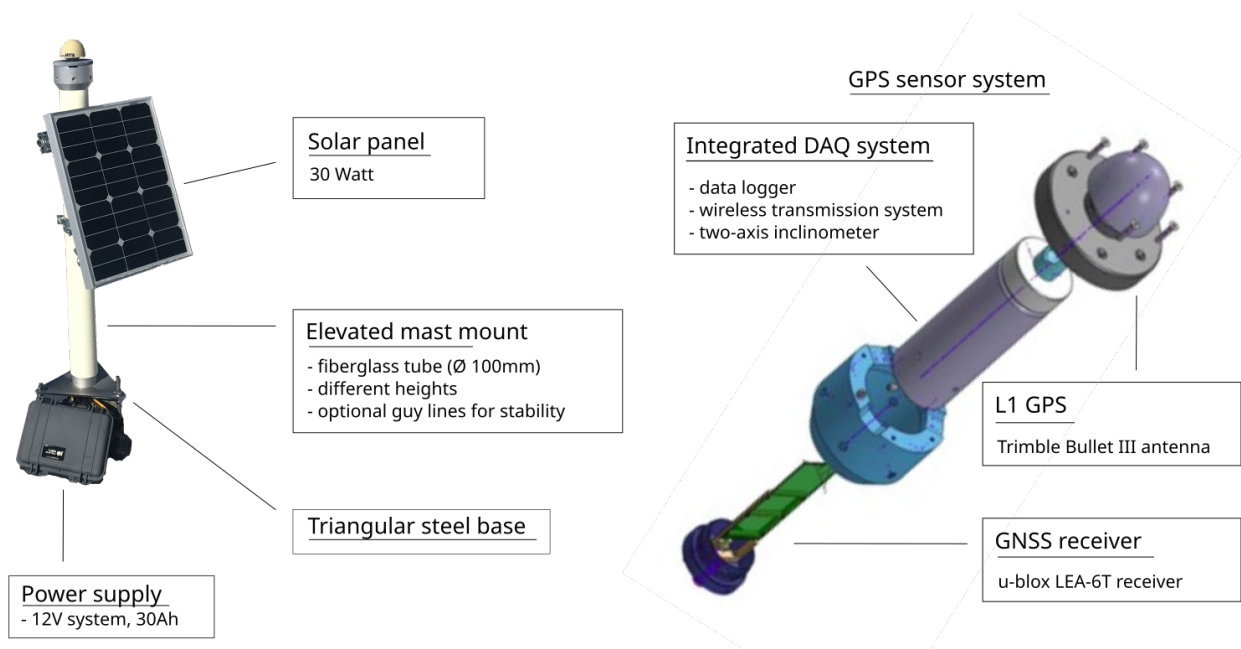 Solar panel
30 Watt
Elevated mast mount
- fiberglass tube (Ø 100mm)
- different heights
- optional guy lines for stability
Triangular steel base
Power supply
- 12V system, 30Ah
GPS sensor system
Integrated DAQ system
- data logger
- wireless transmission system
- two-axis inclinometer
L1 GPS
Trimble Bullet III antenna
GNSS receiver
u-blox LEA-6T receiver